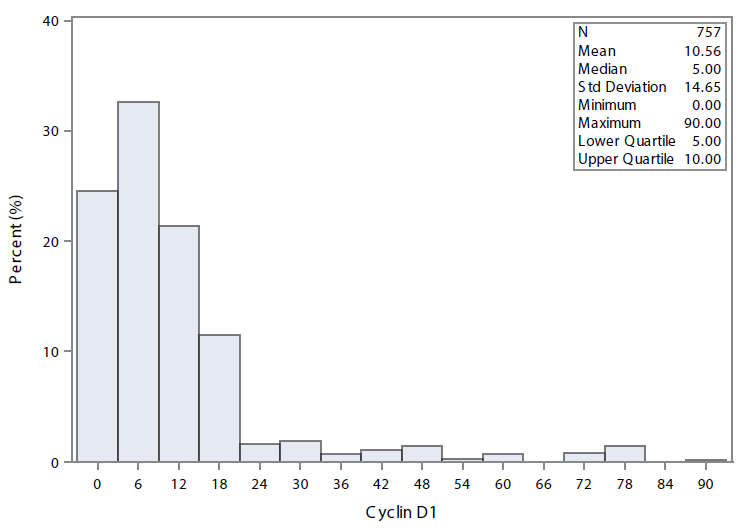 40
30
20
10
0
Percent (%)
N 757
Mean 10.56
Median 5.00
Std Deviation 14.65
Minimum 0.00
Maximum 90.00
Lower Quartile 5.00
Upper Quartile 10.00
0 6 12 18 24 30 36 42 48 54 60 66 72 78 84 90
Cyclin D1